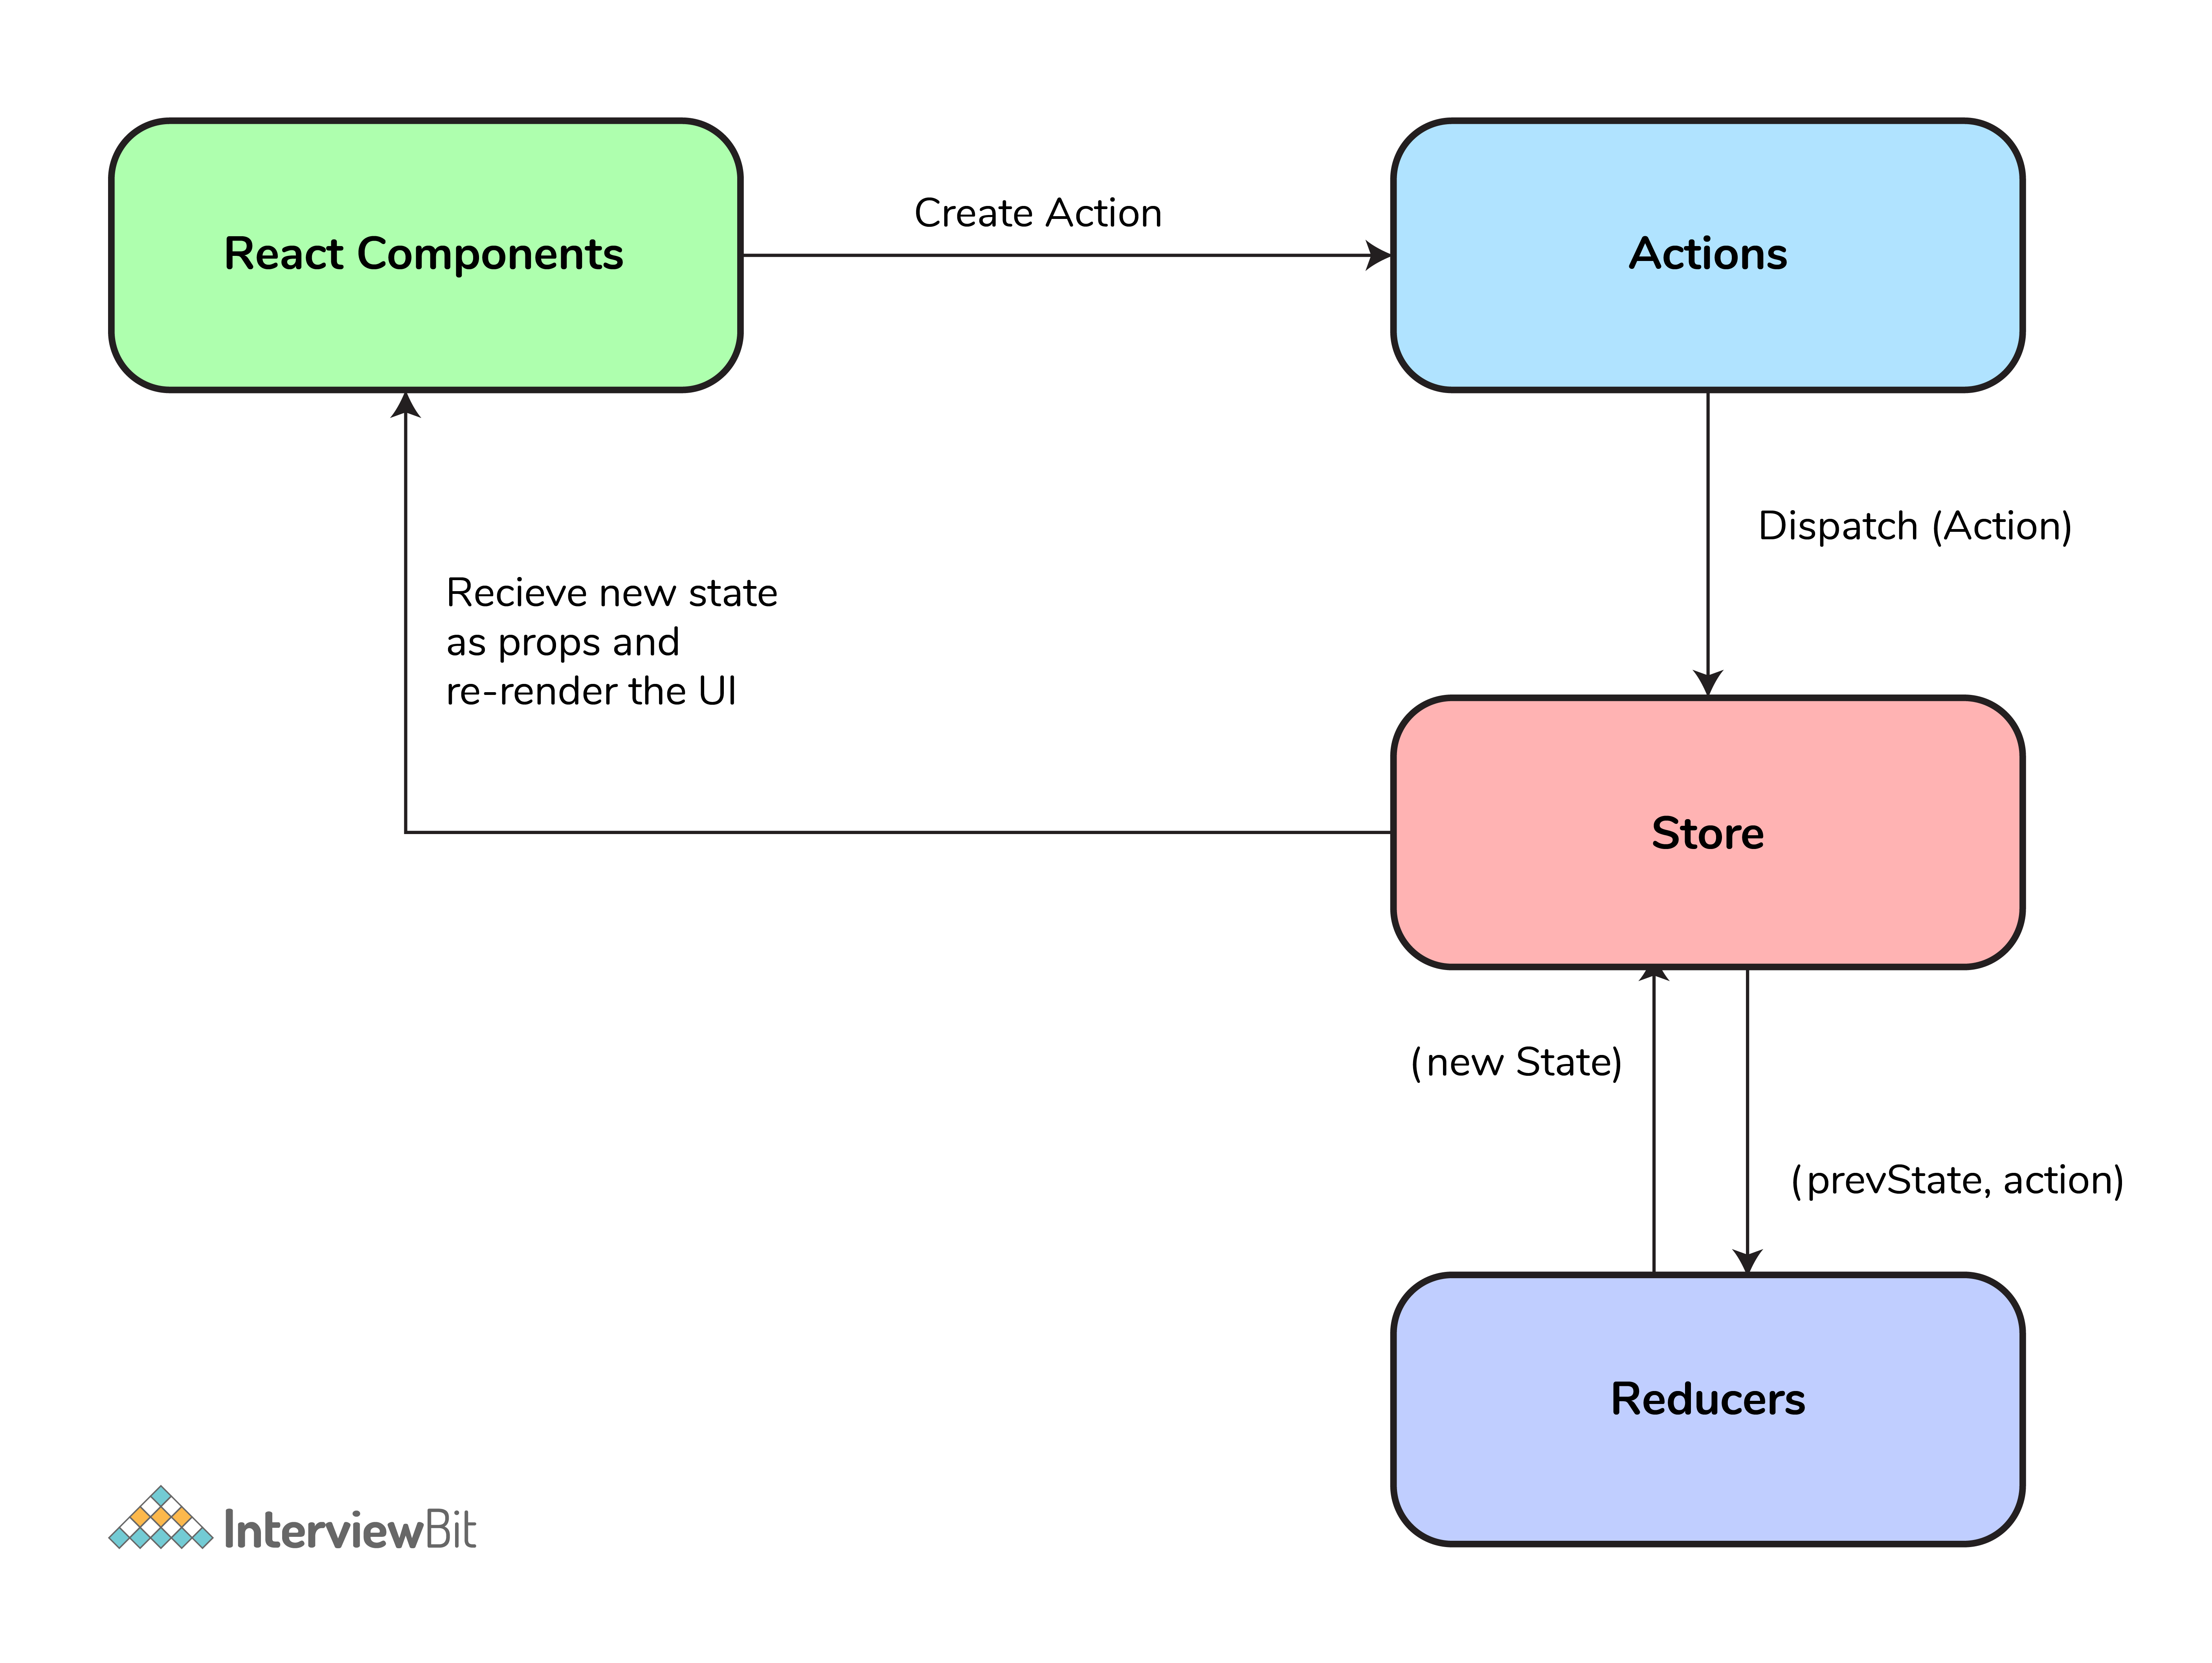 React Components
Create Action
Actions
Dispatch (Action)
Recieve new state
as props and
re-render the UI
Store
(new State)
(prevState, action)
Reducers
InterviewBit